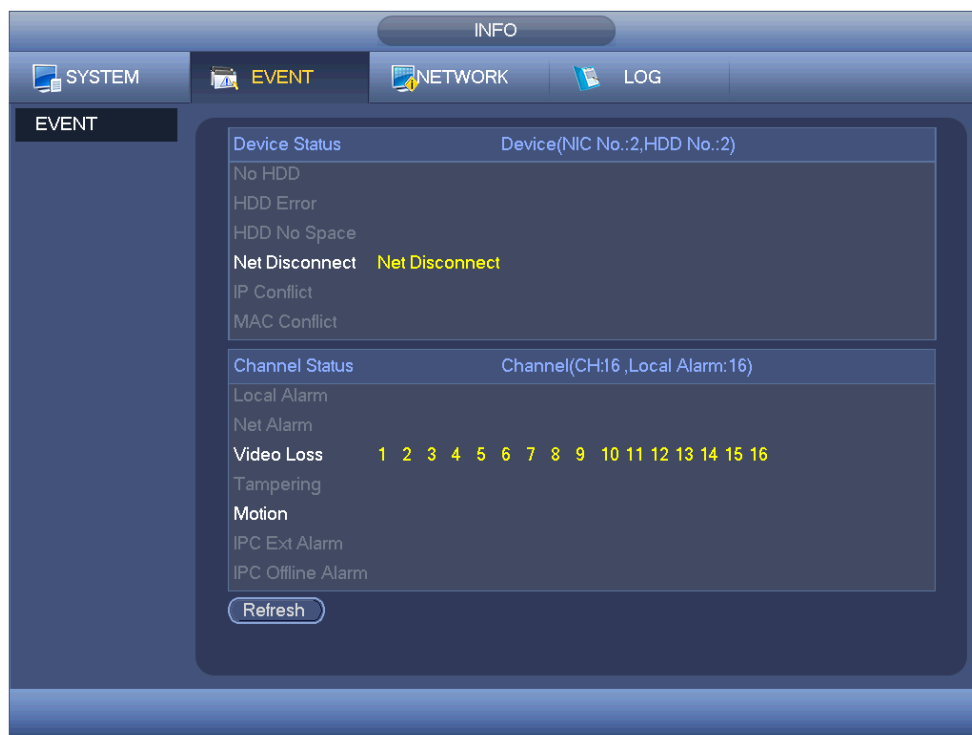 INFO
SYSTEM EVENT NETWORK LOG
EVENT
Device Status Device(NIC No.:2,HDD No.:2)
No HDD
HDD Error
HDD No Space
Net Disconnect Net Disconnect
IP Conflict
MAC Conflict
Channel Status Channel(CH:16 ,Local Alarm:16)
Local Alarm
Net Alarm
Video Loss 1 2 3 4 5 6 7 8 9 10 11 12 13 14 15 16
Tampering
Motion
IPC Ext Alarm
IPC Offline Alarm
Refresh